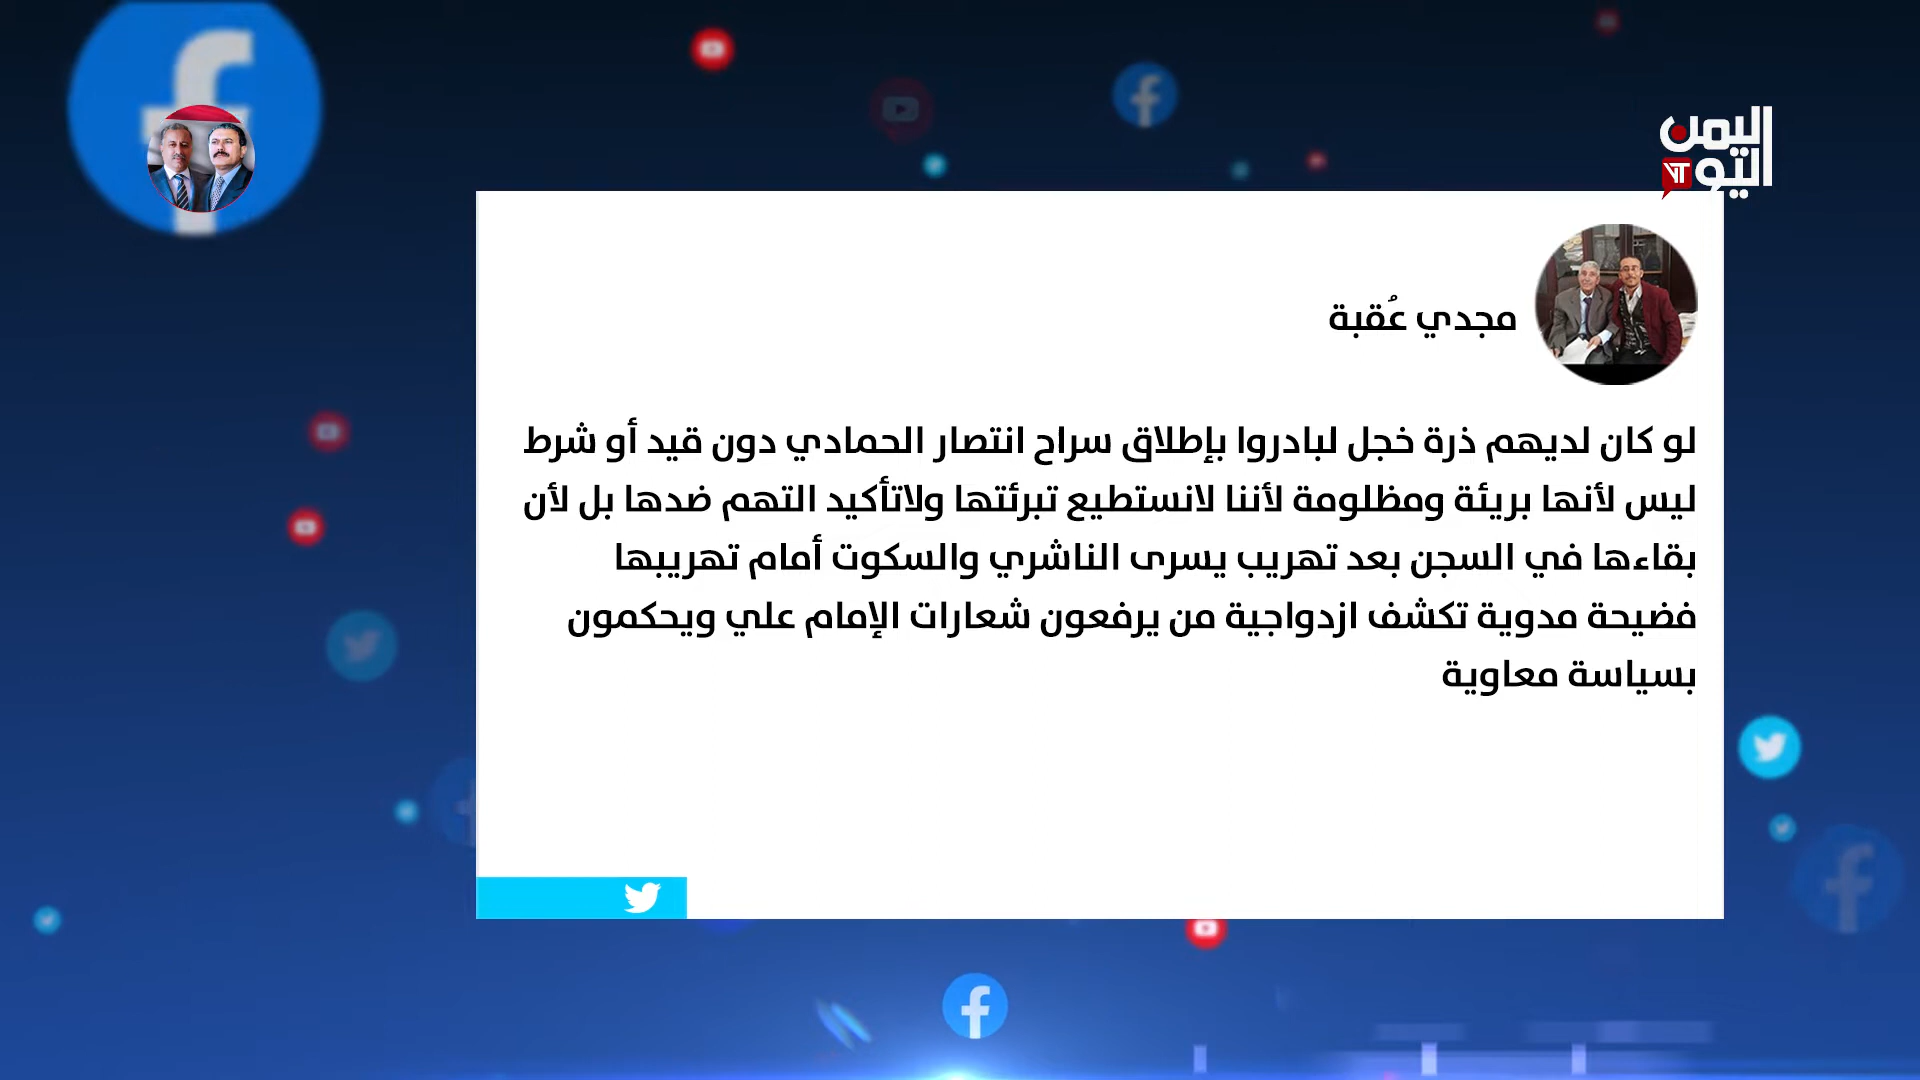 اليمن
اليوم
YT
مجدي عُقبة
لو كان لديهم ذرة خجل لبادروا بإطلاق سراح انتصار الحمادي دون قيد أو شرط
ليس لأنها بريئة ومظلومة لأننا لانستطيع تبرئتها ولاتأكيد التهم ضدها بل لأن
بقاءها في السجن بعد تهريب يسرى الناشري والسكوت أمام تهريبها
فضيحة مدوية تكشف ازدواجية من يرفعون شعارات الإمام علي ويحكمون
بسياسة معاوية